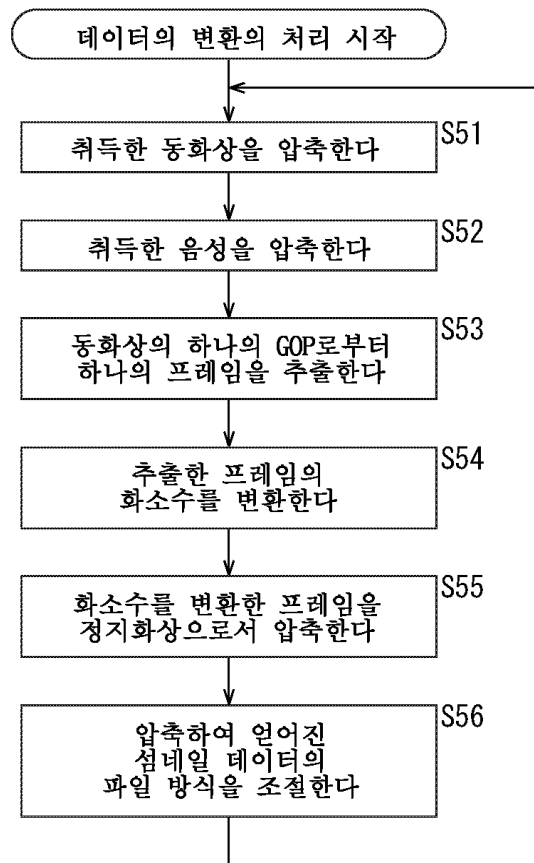 데이터의 변환의 처리 시작
S51
취득한 동화상을 압축한다
S52
취득한 음성을 압축한다
S53
동화상의 하나의 GOP로부터
하나의 프레임을 추출한다
S54
추출한 프레임의
화소수를 변환한다
S55
화소수를 변환한 프레임을
정지화상으로서 압축한다
S56
압축하여 얻어진
섬네일 데이터의
파일 방식을 조절한다